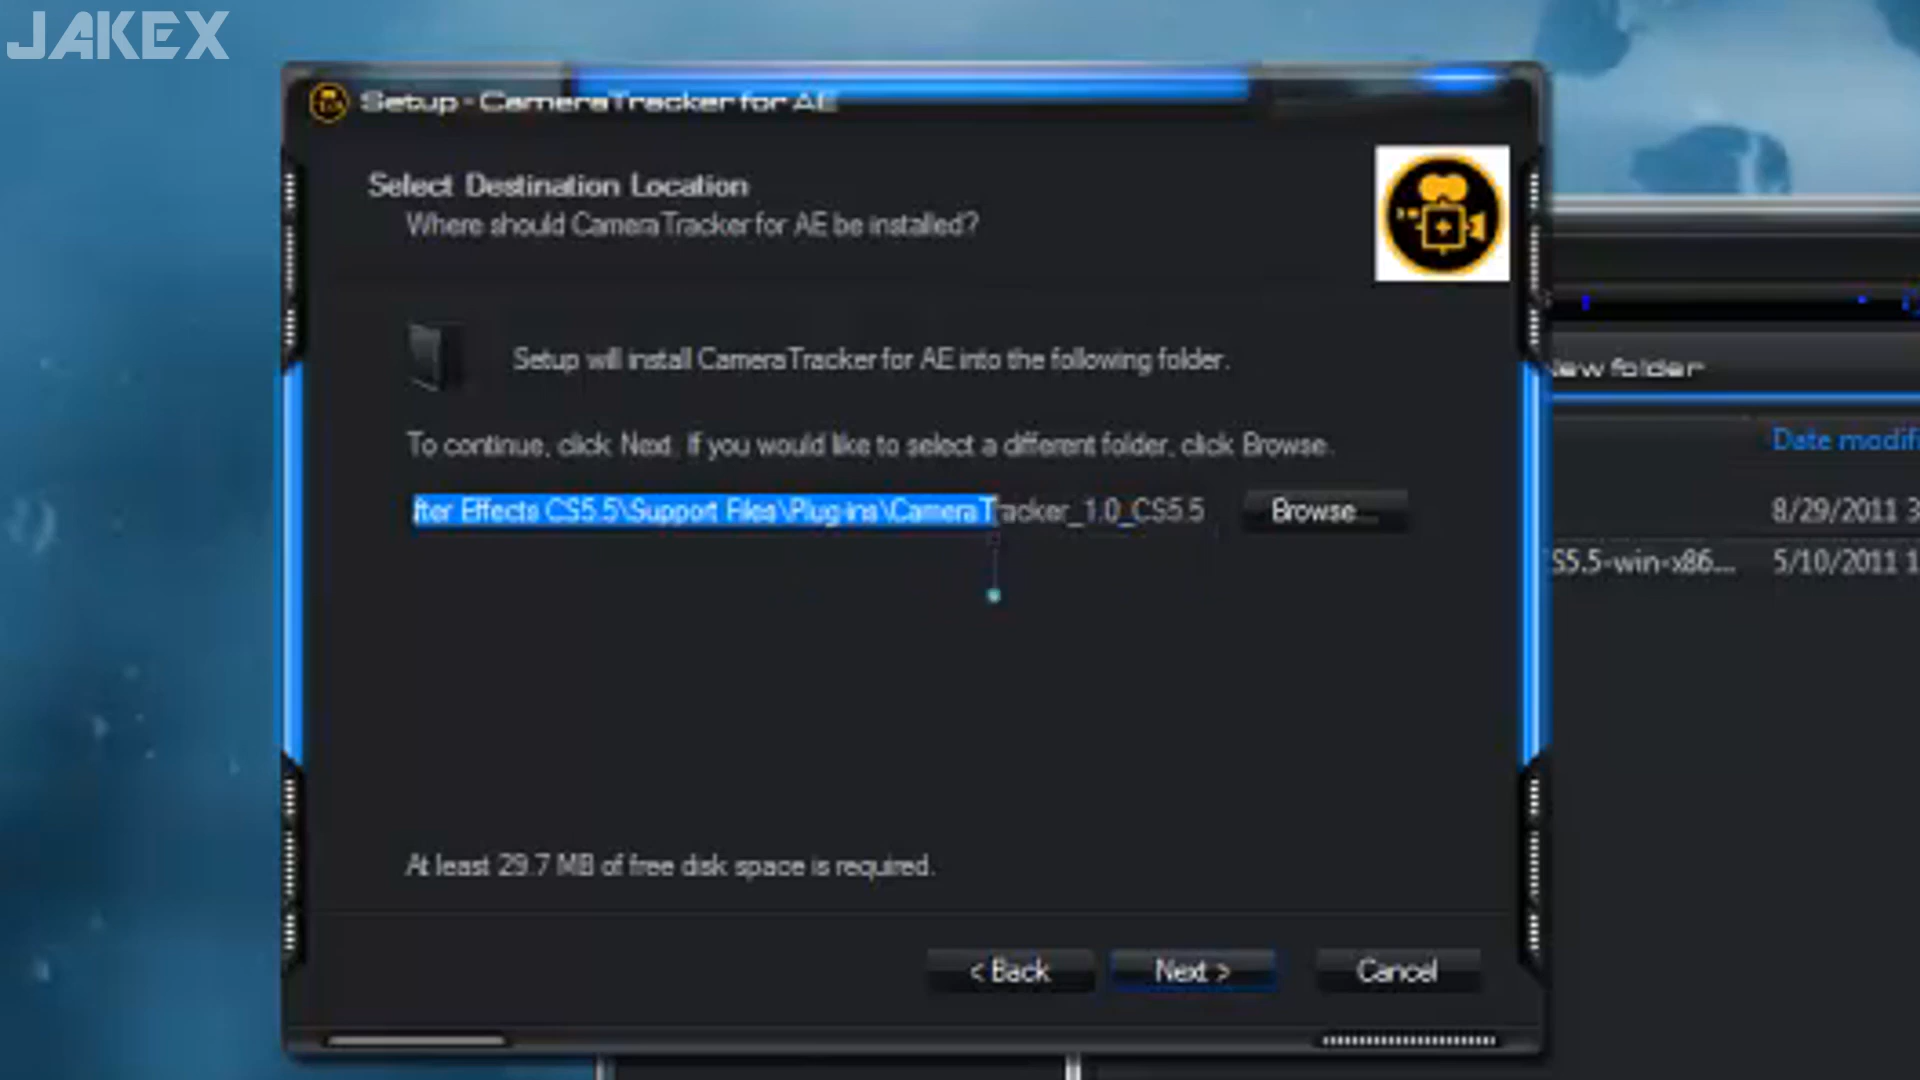 JAKEX
Setup - CameraTracker for AE
Select Destination Location
Where should CameraTracker for AE be installed?
Setup will install CameraTracker for AE into the following folder.
To continue, click Next. If you would like to select a different folder, click Browse.
fter Effects CS5.5\Support Files\Plug-ins\CameraTracker_1.0_CS5.5
Browse...
New folder
Date modifi
8/29/2011 3
S5.5-win-x86...
5/10/2011 1
At least 29.7 MB of free disk space is required.
< Back
Next >
Cancel